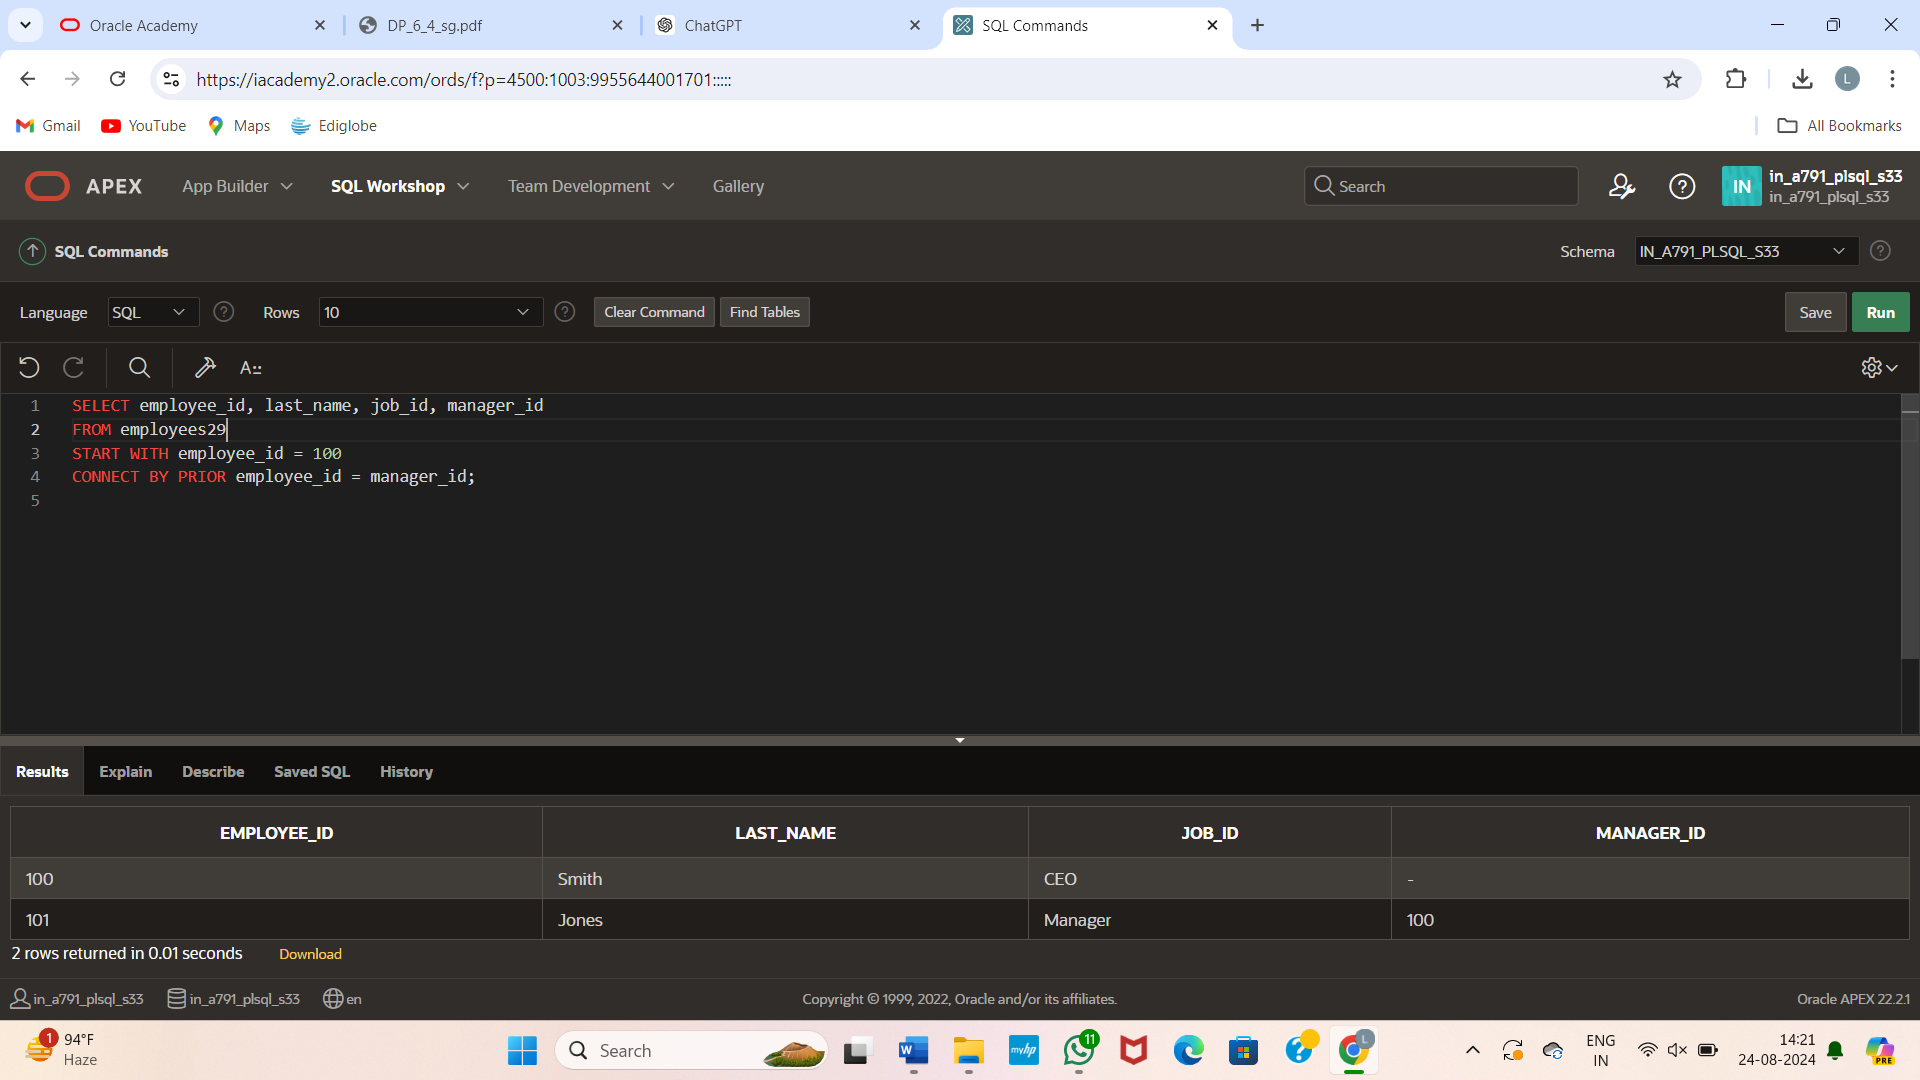 Oracle Academy
DP_6_4_sg.pdf
ChatGPT
SQL Commands
https://iacademy2.oracle.com/ords/f?p=4500:1003:9955644001701:::::
L
Gmail
YouTube
Maps
Ediglobe
All Bookmarks
APEX
App Builder
SQL Workshop
Team Development
Gallery
Search
IN
in_a791_plsql_s33
in_a791_plsql_s33
SQL Commands
Schema
IN_A791_PLSQL_S33
Language
SQL
Rows
10
Clear Command
Find Tables
Save
Run
A::
1 SELECT employee_id, last_name, job_id, manager_id
2 FROM employees29
3 START WITH employee_id = 100
4 CONNECT BY PRIOR employee_id = manager_id;
5
Results
Explain
Describe
Saved SQL
History
EMPLOYEE_ID LAST_NAME JOB_ID MANAGER_ID
100 Smith CEO -
101 Jones Manager 100
2 rows returned in 0.01 seconds
Download
in_a791_plsql_s33
in_a791_plsql_s33
en
Copyright © 1999, 2022, Oracle and/or its affiliates.
Oracle APEX 22.2.1
1
94°F
Haze
Search
W
myhp
11
L
ENG
IN
14:21
24-08-2024
PRE